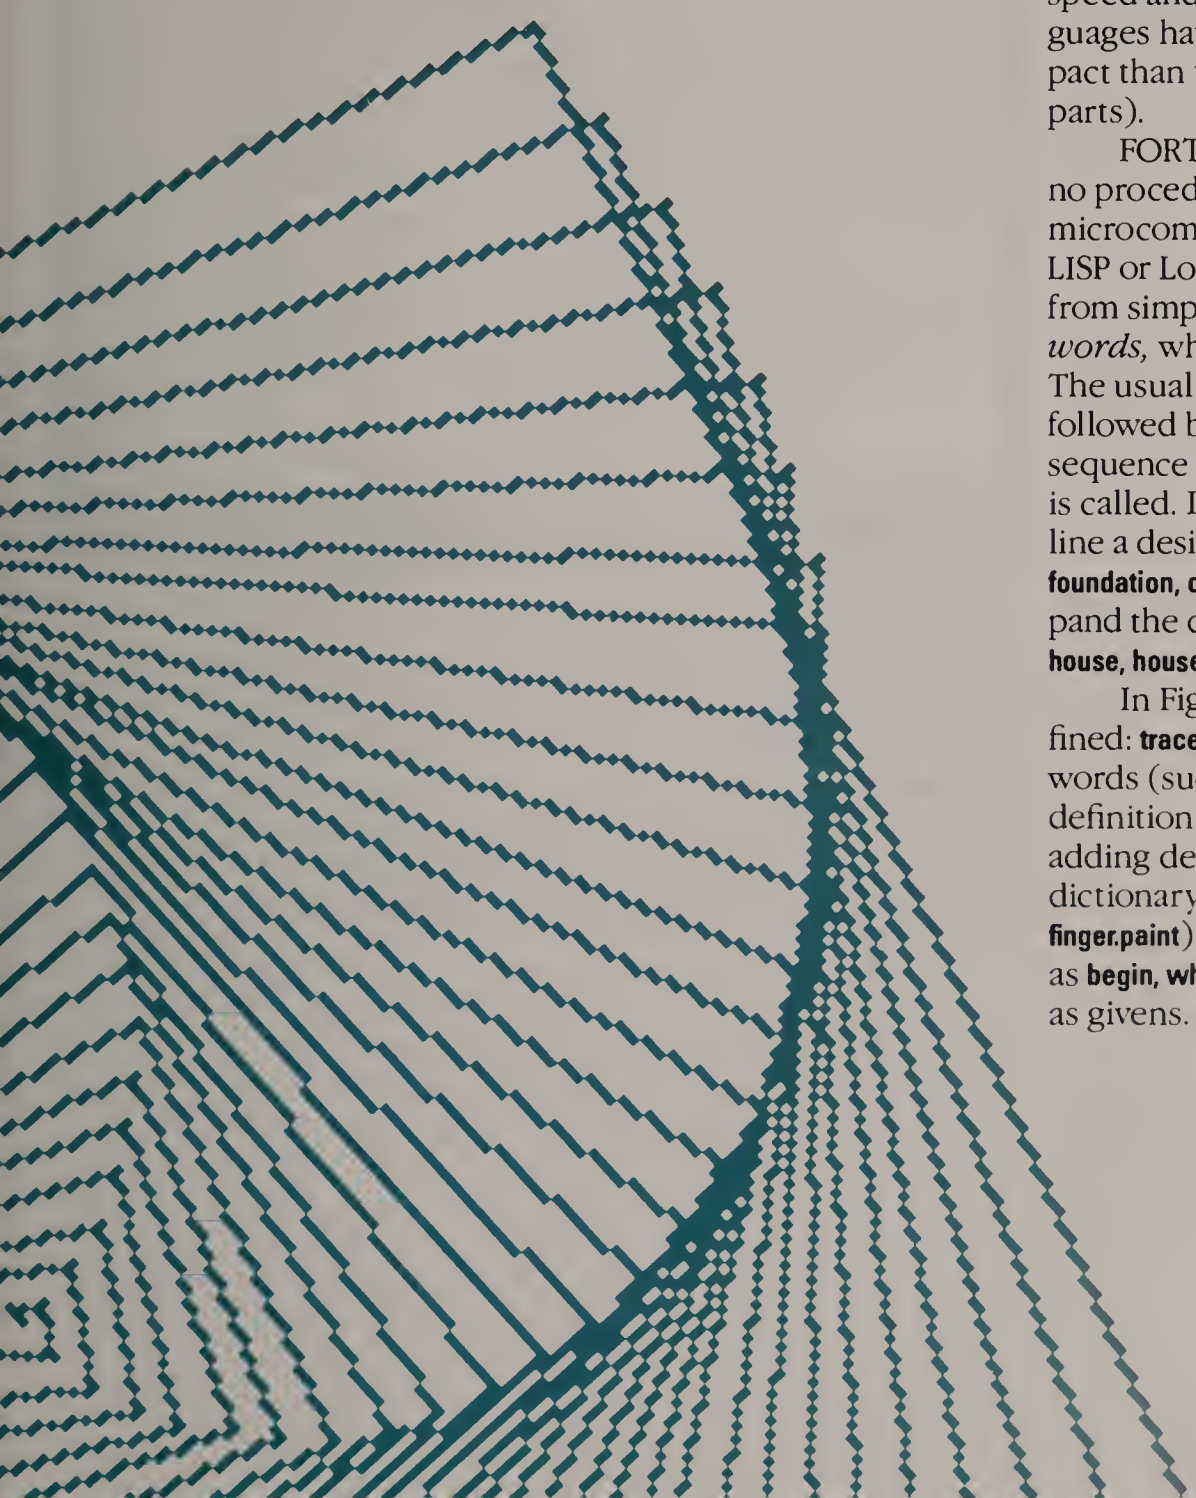 speed and
guages ha
pact than
parts).
FORT
no proced
microcom
LISP or Lo
from simp
words, wh
The usual
followed b
sequence
is called. I
line a desi
foundation, c
pand the c
house, house
In Fig
fined: trace
words (su
definition
adding de
dictionary
finger.paint)
as begin, wh
as givens.